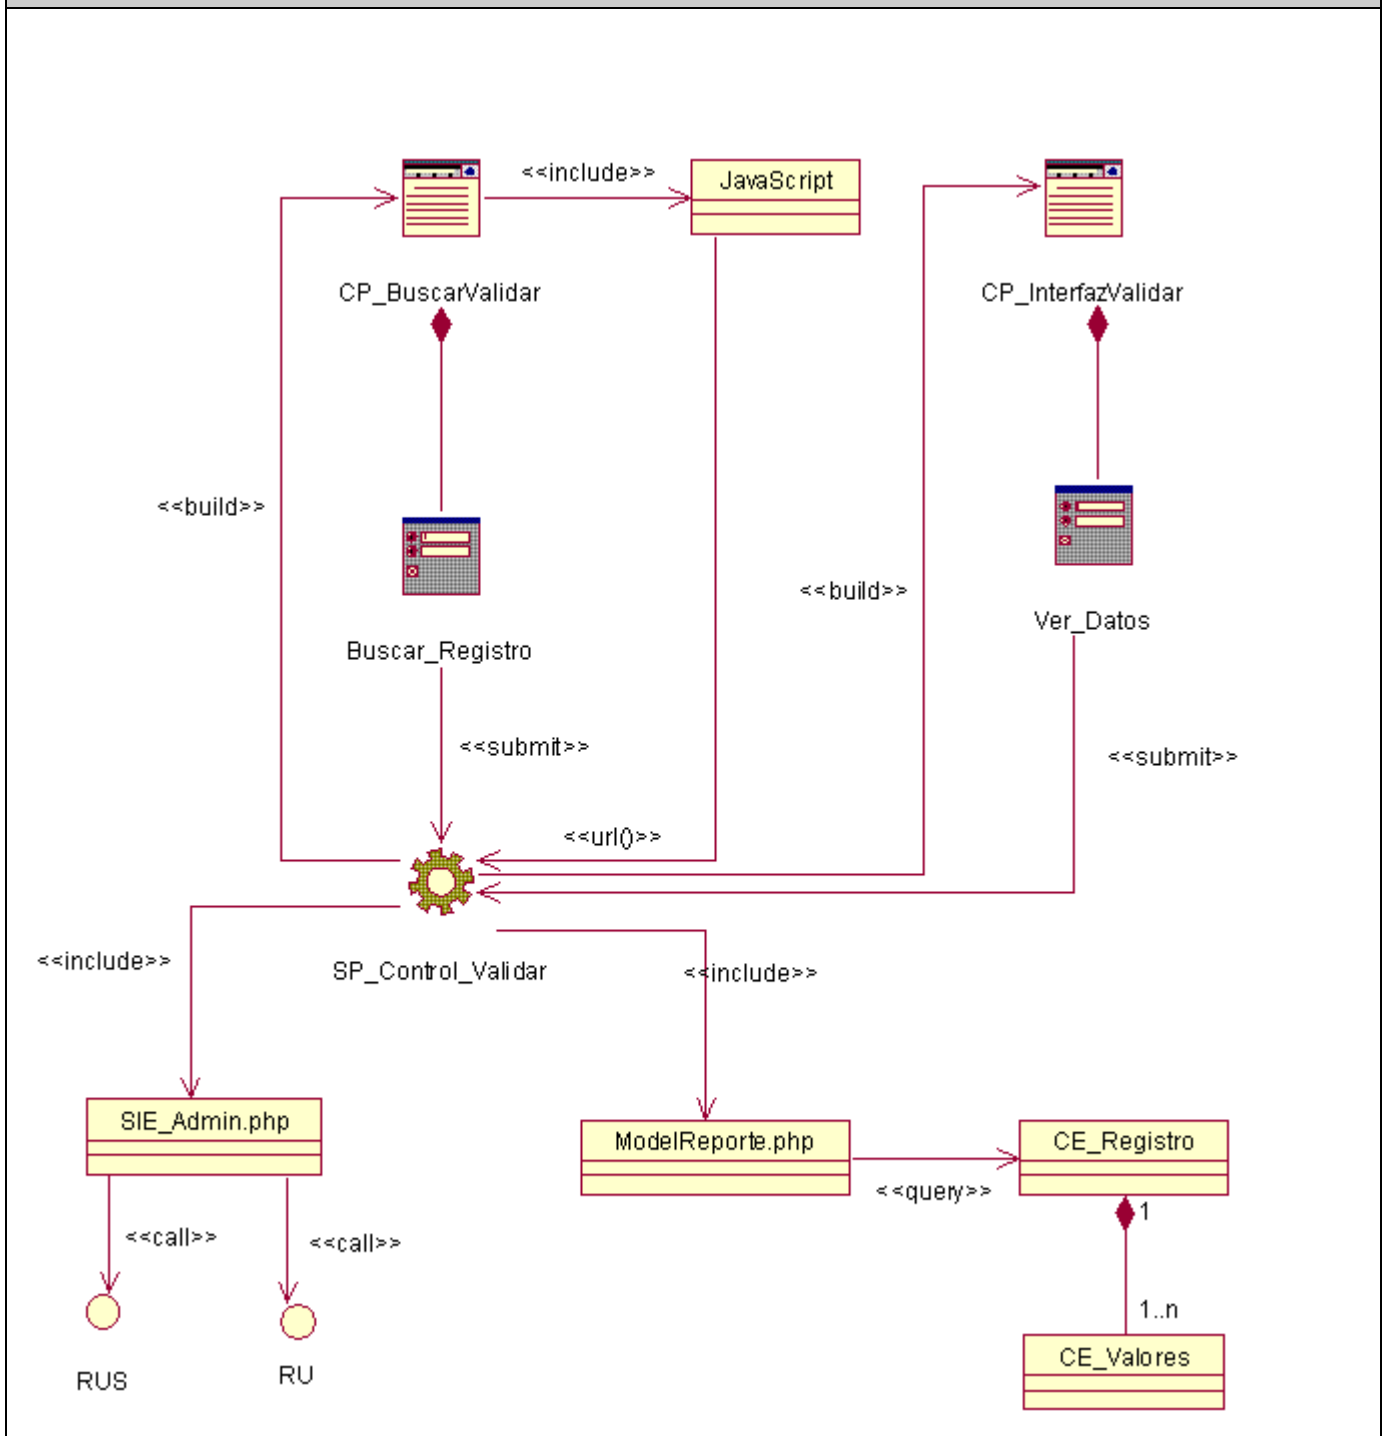 <<include>>
JavaScript
CP_BuscarValidar
CP_InterfazValidar
<<build>>
<<build>>
Ver_Datos
Buscar_Registro
<<submit>>
<<submit>>
<<url()>>
<<include>>
SP_Control_Validar
<<include>>
SIE_Admin.php
ModelReporte.php
CE_Registro
<<query>>
1
<<call>>
<<call>>
1..n
CE_Valores
RUS
RU